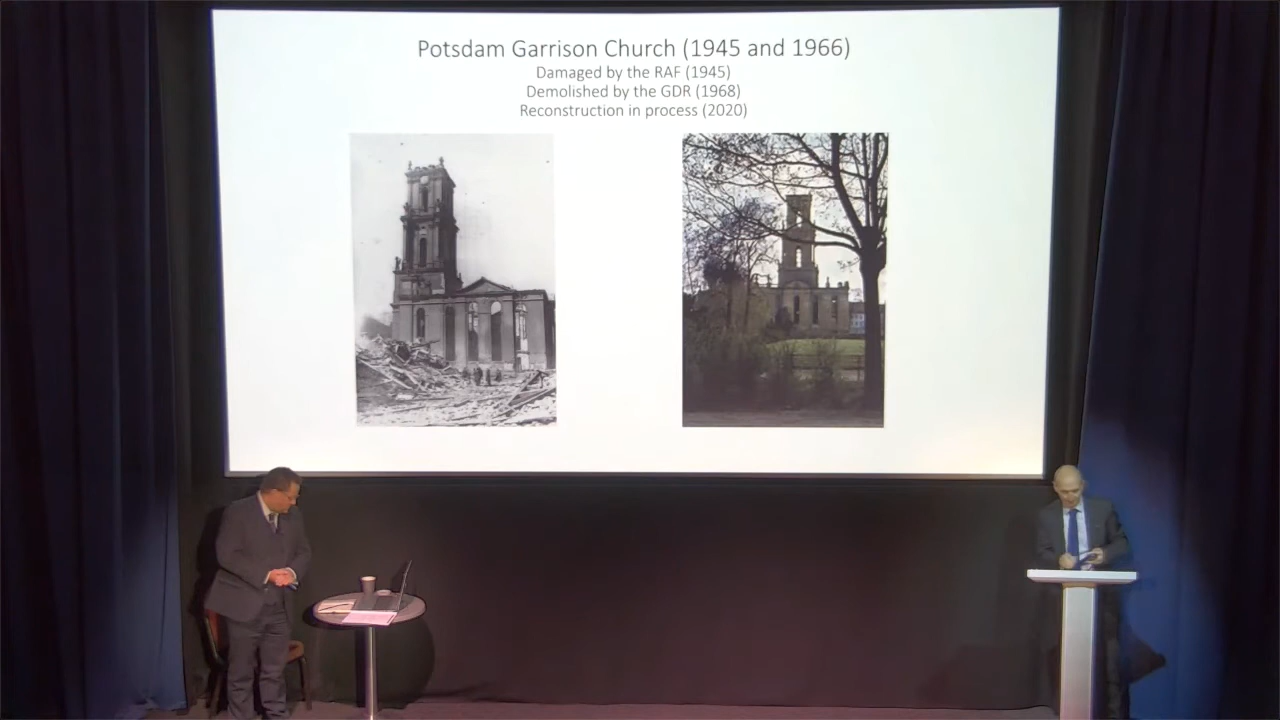 Potsdam Garrison Church (1945 and 1966)
Damaged by the RAF (1945)
Demolished by the GDR (1968)
Reconstruction in process (2020)